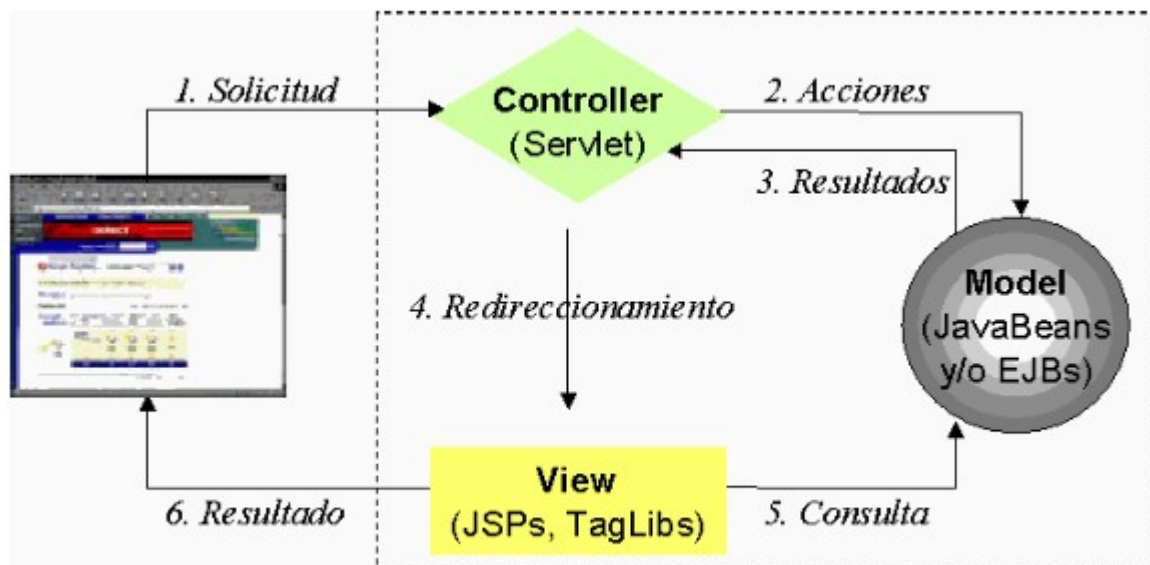 1. Solicitud
Controller
(Servlet)
2. Acciones
3. Resultados
4. Redireccionamiento
Model
(JavaBeans
y/o EJBs)
View
(JSPs, TagLibs)
5. Consulta
6. Resultado